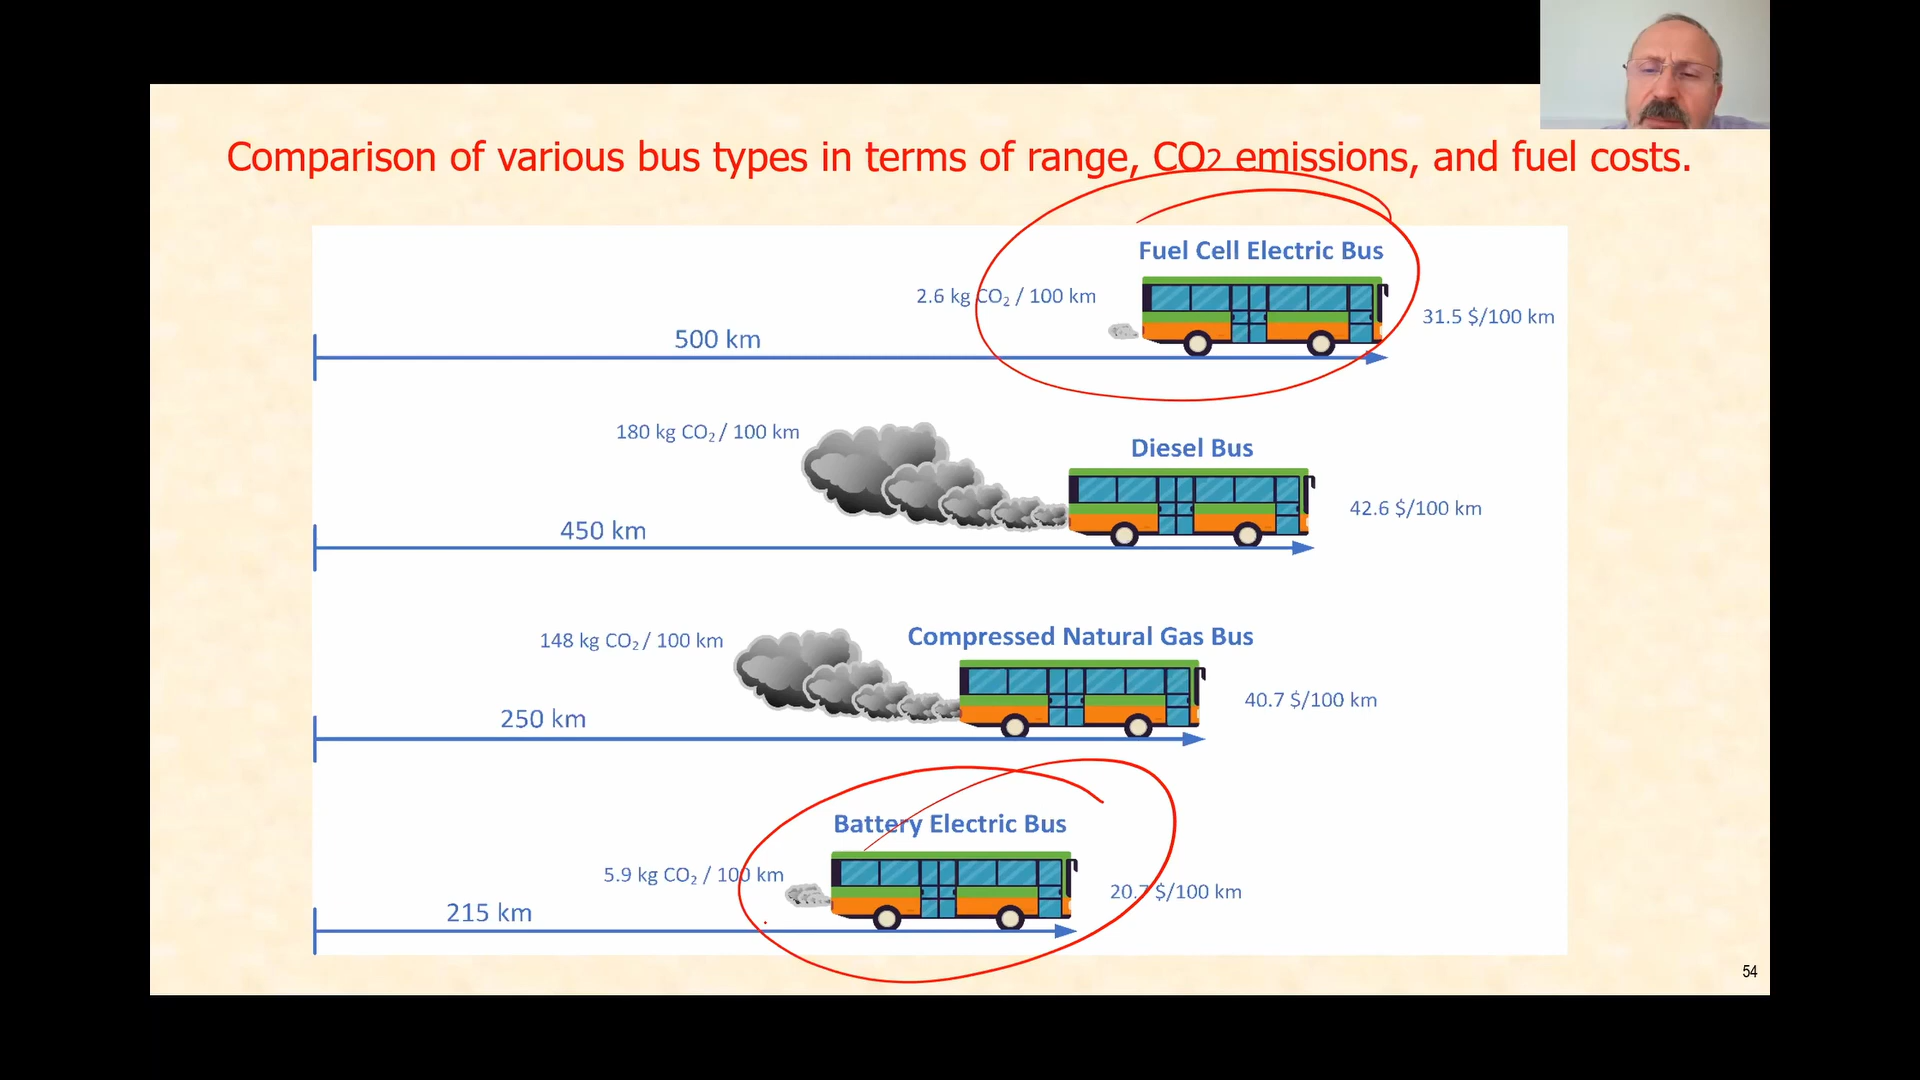 Comparison of various bus types in terms of range, CO2 emissions, and fuel costs.
Fuel Cell Electric Bus
2.6 kg CO₂ / 100 km
31.5 $/100 km
500 km
180 kg CO₂ / 100 km
Diesel Bus
42.6 $/100 km
450 km
148 kg CO₂ / 100 km
Compressed Natural Gas Bus
40.7 $/100 km
250 km
Battery Electric Bus
5.9 kg CO₂ / 100 km
20.7 $/100 km
215 km
54